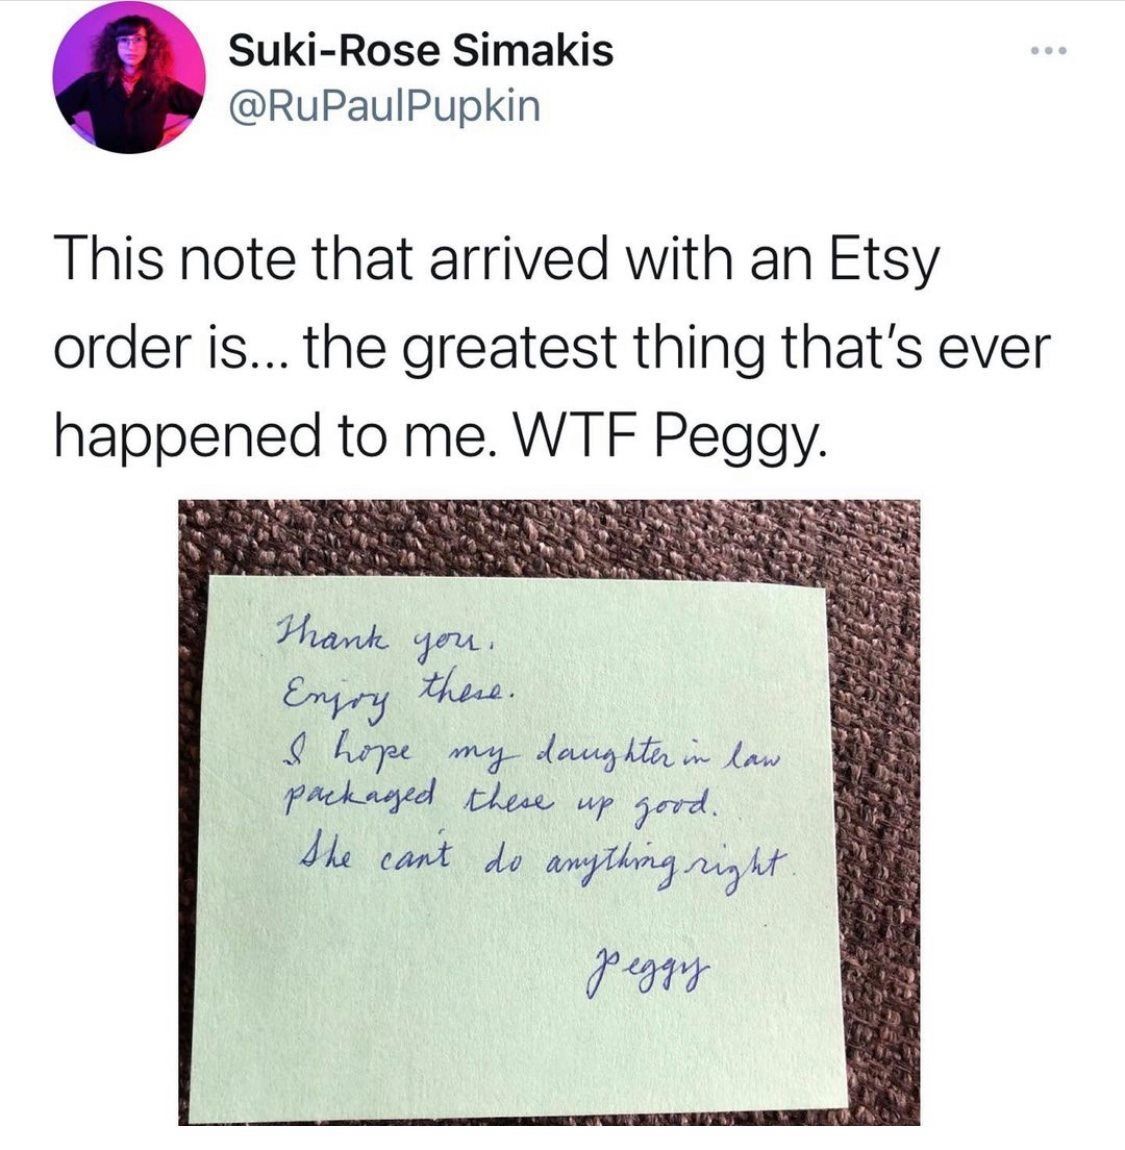 Suki-Rose Simakis
@RuPaulPupkin
This note that arrived with an Etsy
order is... the greatest thing that's ever
happened to me. WTF Peggy.
Thank you.
Enjoy these.
I hope my daughter in law
packaged these up good.
She can't do anything right.
Peggy